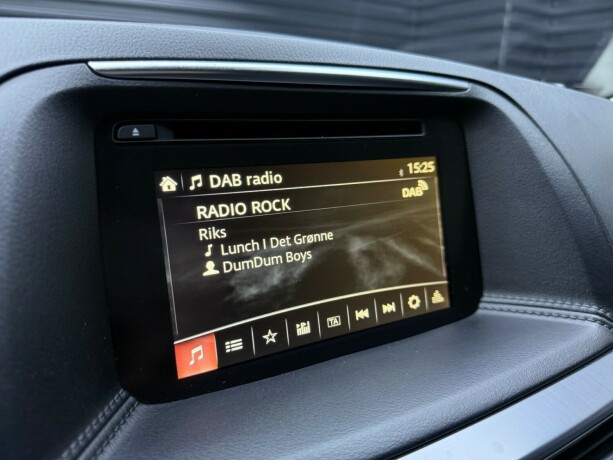 DAB radio
15:25
RADIO ROCK
DAB
Riks
Lunch I Det Grønne
DumDum Boys
TA